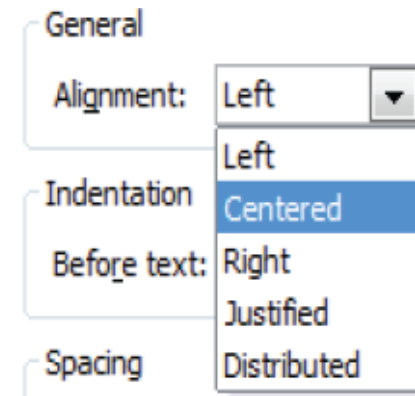 General
Alignment: Left
Left
Indentation
Centered
Before text: Right
Justified
Spacing
Distributed